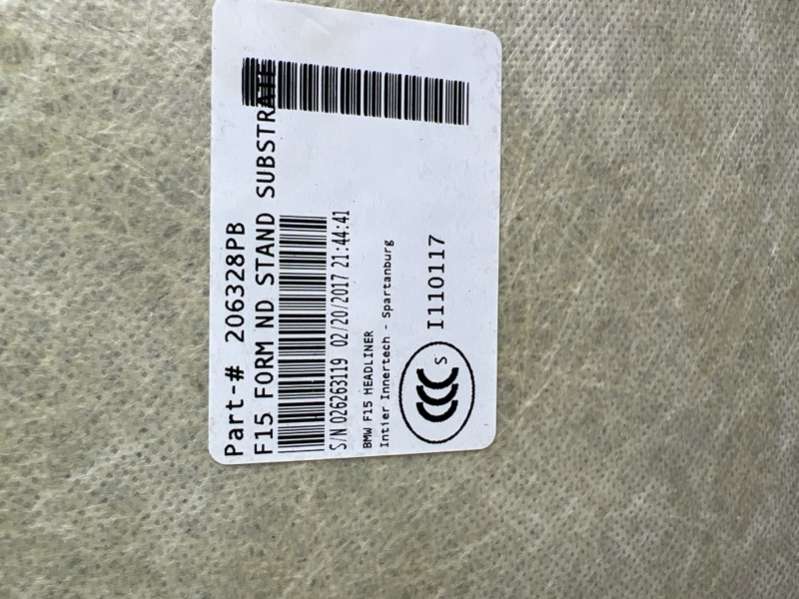 Part-# 206328PB
F15 FORM ND STAND SUBSTRATE
S/N 026263119 02/20/2017 21:44:41
BMW F15 HEADLINER
Intier Innertech - Spartanburg
CCC S I110117